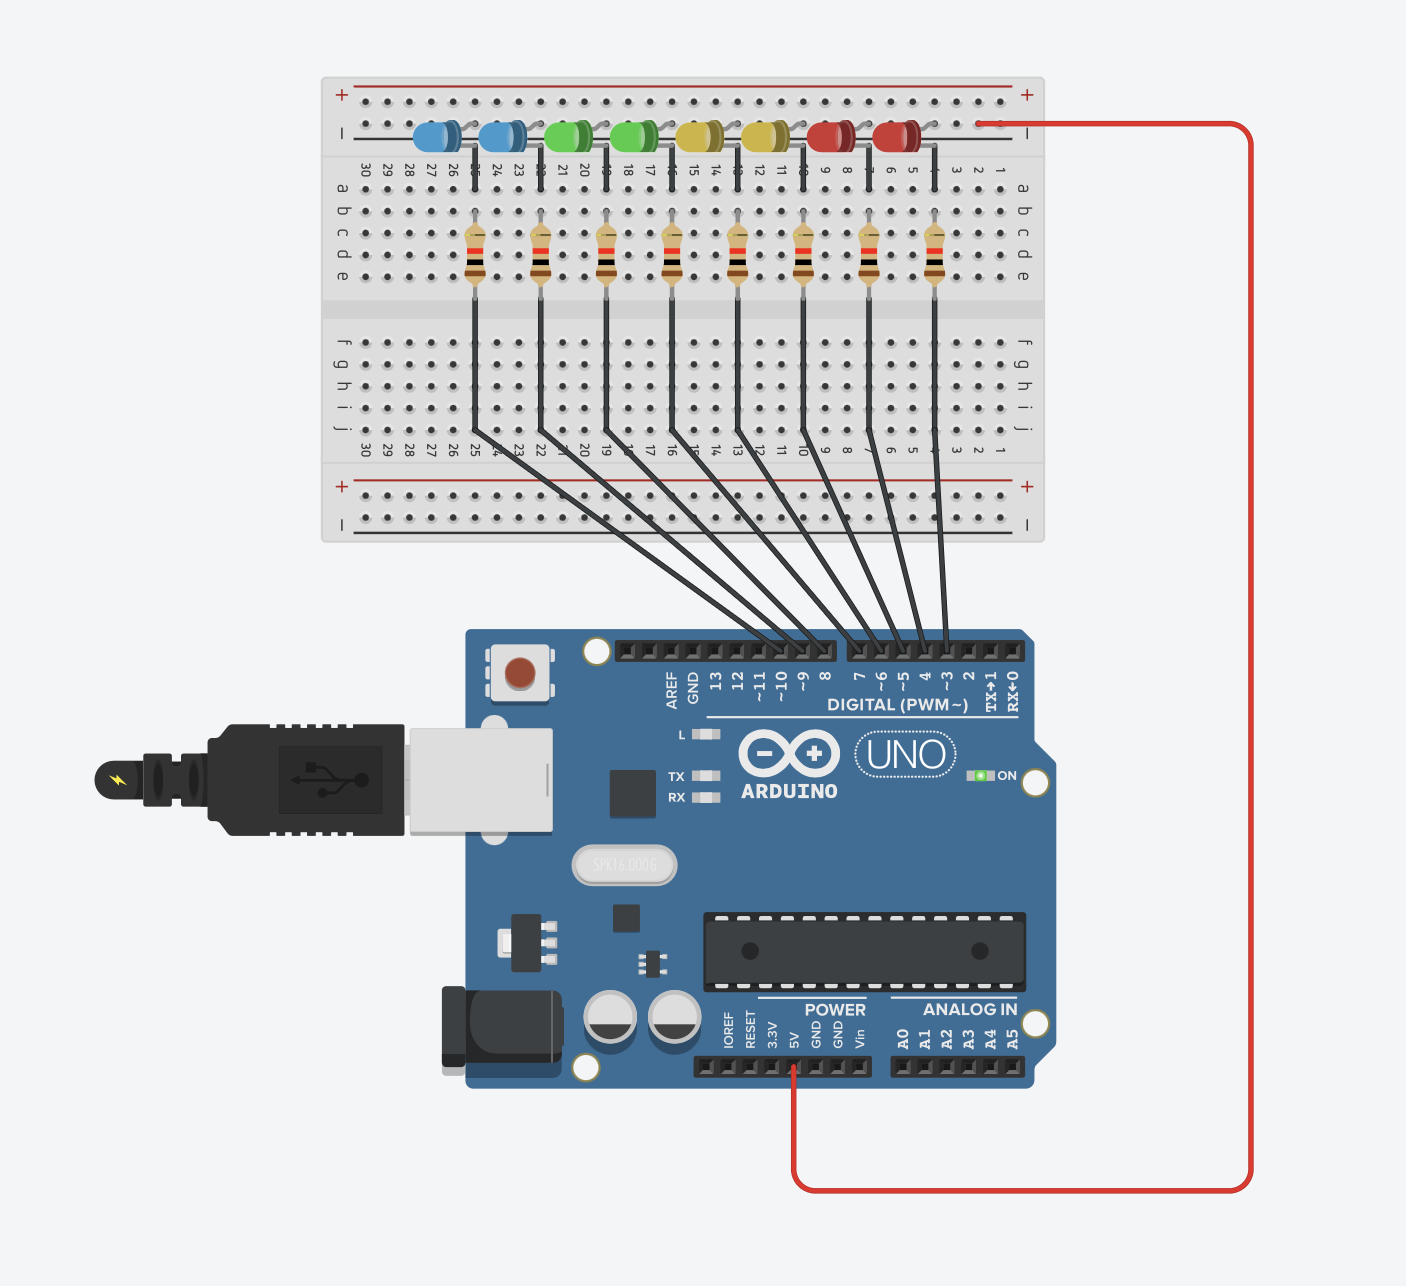 + +
− −
30 29 28 27 26 25 24 23 22 21 20 19 18 17 16 15 14 13 12 11 10 9 8 7 6 5 4 3 2 1
a a
b b
c c
d d
e e
f f
g g
h h
i i
j j
30 29 28 27 26 25 24 23 22 21 20 19 18 17 16 15 14 13 12 11 10 9 8 7 6 5 4 3 2 1
+ +
− −
AREF GND 13 12 ~11 ~10 ~9 8 7 ~6 ~5 4 ~3 2 TX→1 RX←0
DIGITAL (PWM~)
L
UNO
TX
ON
RX
ARDUINO
SPK16.000G
POWER ANALOG IN
IOREF RESET 3.3V 5V GND GND Vin A0 A1 A2 A3 A4 A5